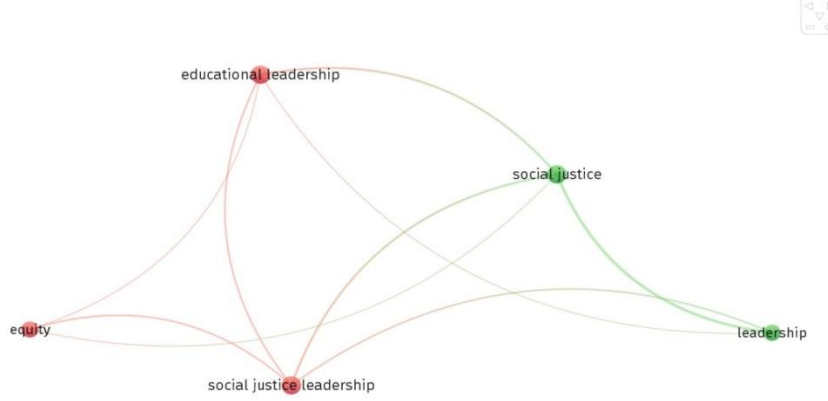 educational leadership
social justice
equity
leadership
social justice leadership